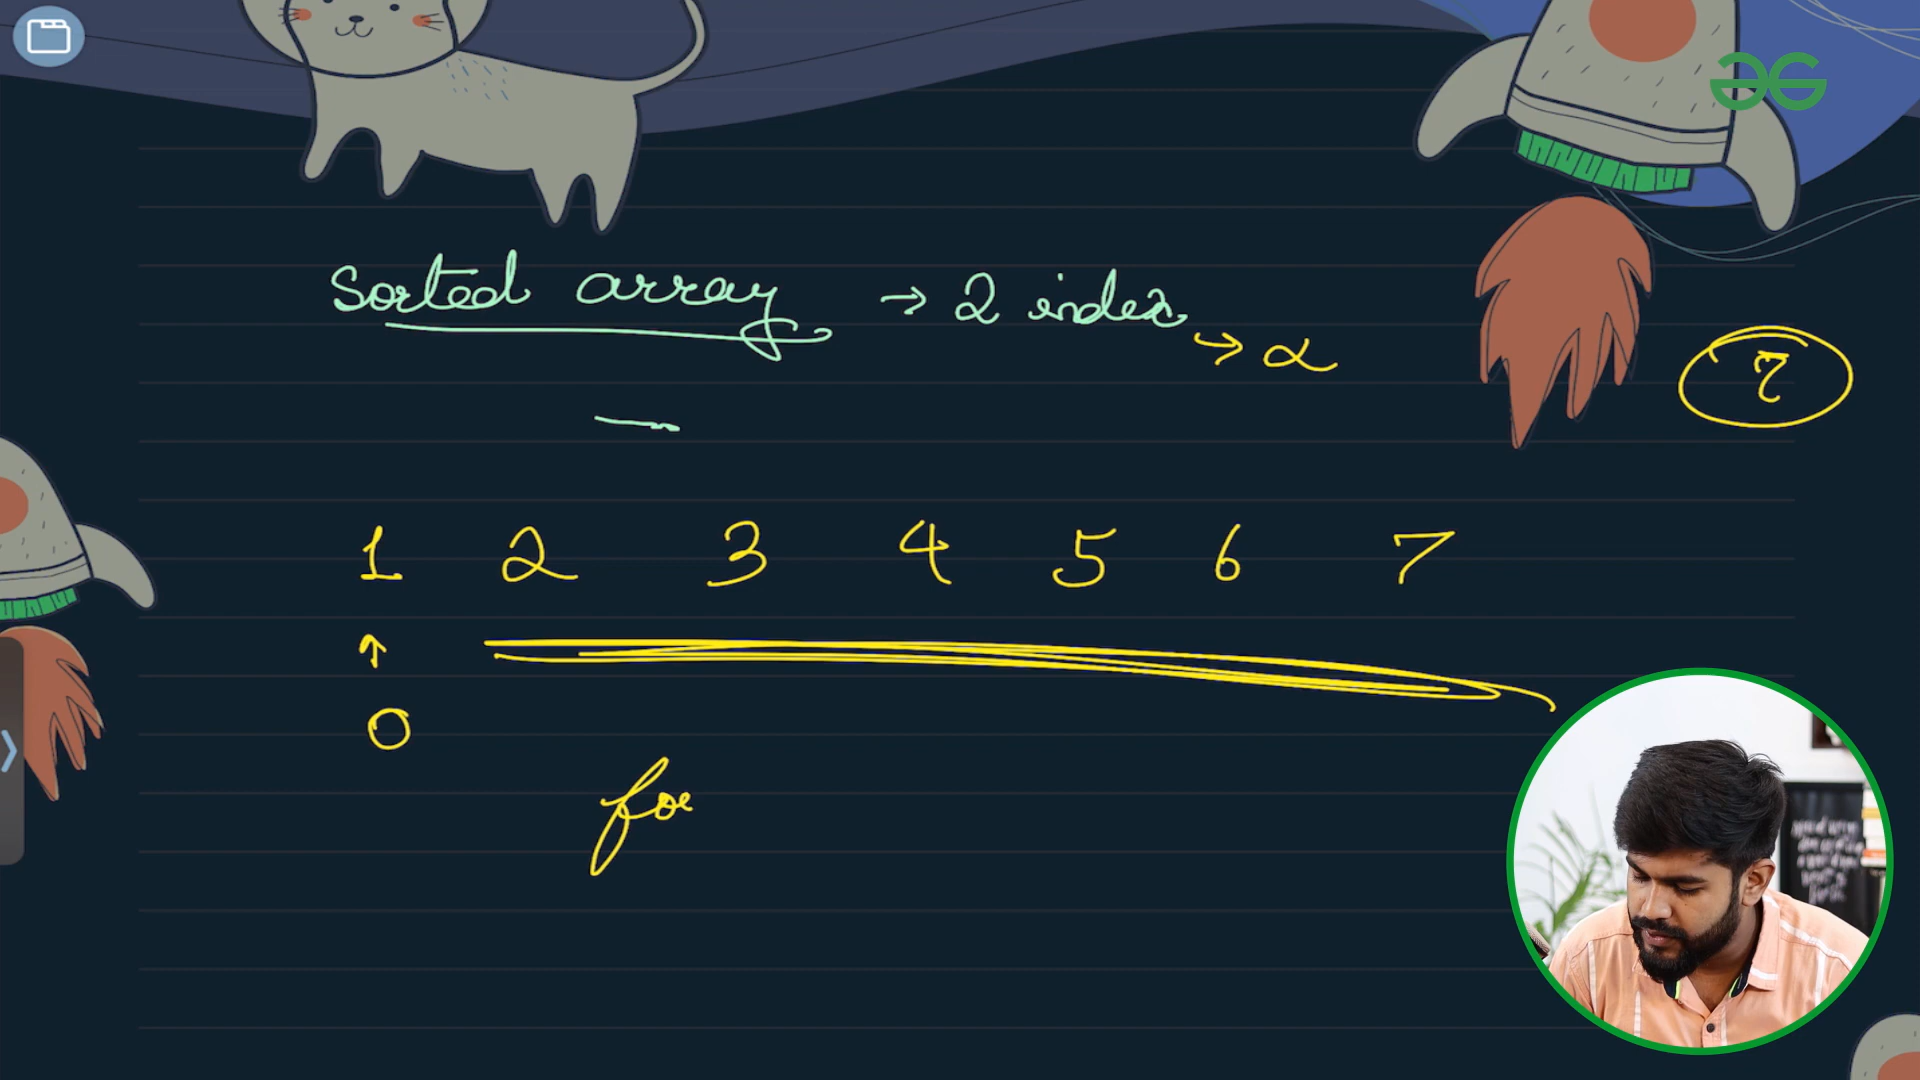 Sorted array → 2 index
→ α
7
1 2 3 4 5 6 7
↑
0
for